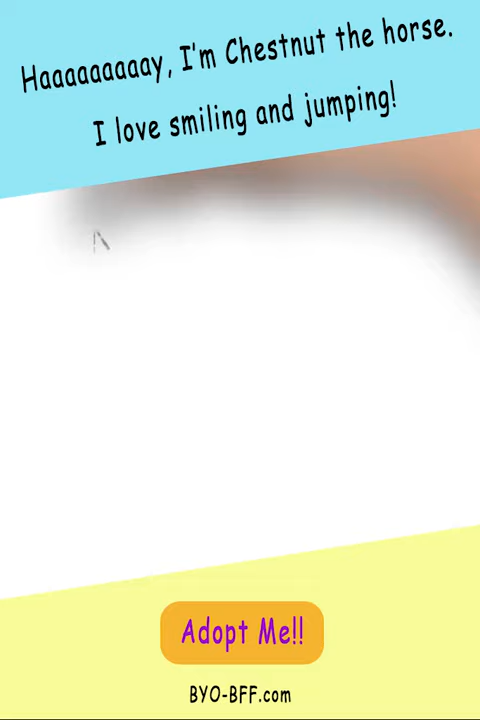 Haaaaaaaaay, I'm Chestnut the horse.
I love smiling and jumping!
Adopt Me!!
BYO-BFF.com